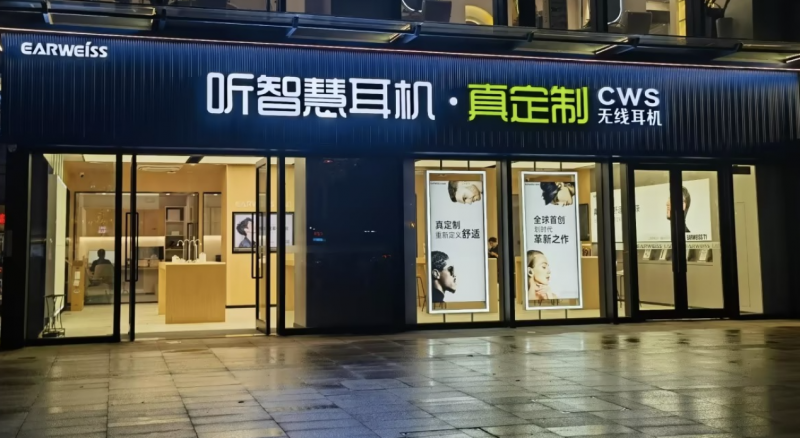 EARWEISS
听智慧耳机·真定制
CWS
无线耳机
真定制
重新定义舒适
全球首创
新时代
革新之作